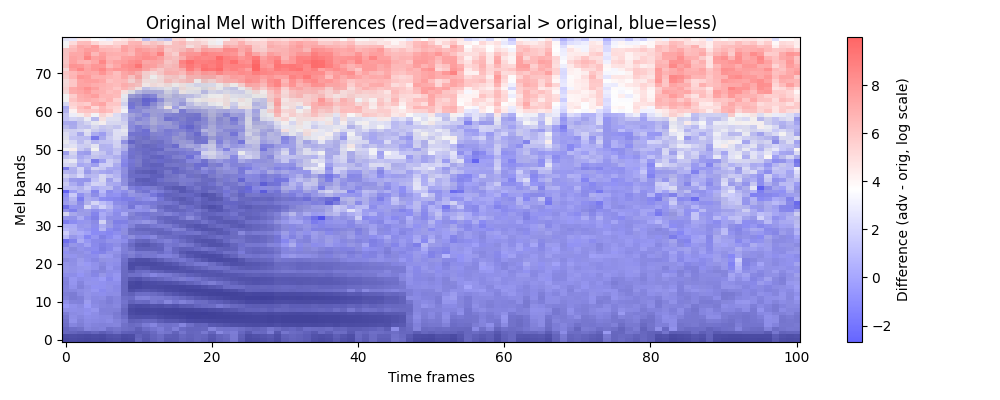 Original Mel with Differences (red=adversarial > original, blue=less)
Mel bands
70
60
50
40
30
20
10
0
0 20 40 60 80 100
Time frames
8
6
4
2
0
−2
Difference (adv - orig, log scale)